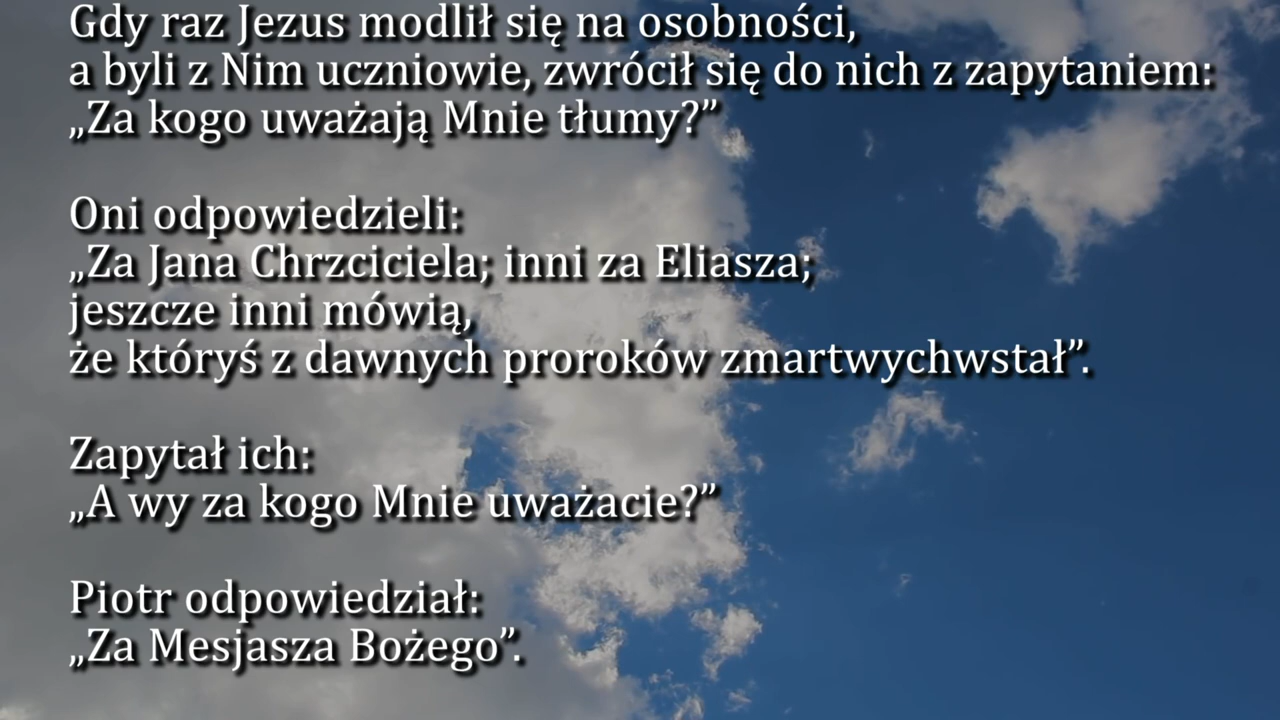 Gdy raz Jezus modlił się na osobności,
a byli z Nim uczniowie, zwrócił się do nich z zapytaniem:
„Za kogo uważają Mnie tłumy?”
Oni odpowiedzieli:
„Za Jana Chrzciciela; inni za Eliasza;
jeszcze inni mówią,
że któryś z dawnych proroków zmartwychwstał”.
Zapytał ich:
„A wy za kogo Mnie uważacie?”
Piotr odpowiedział:
„Za Mesjasza Bożego”.